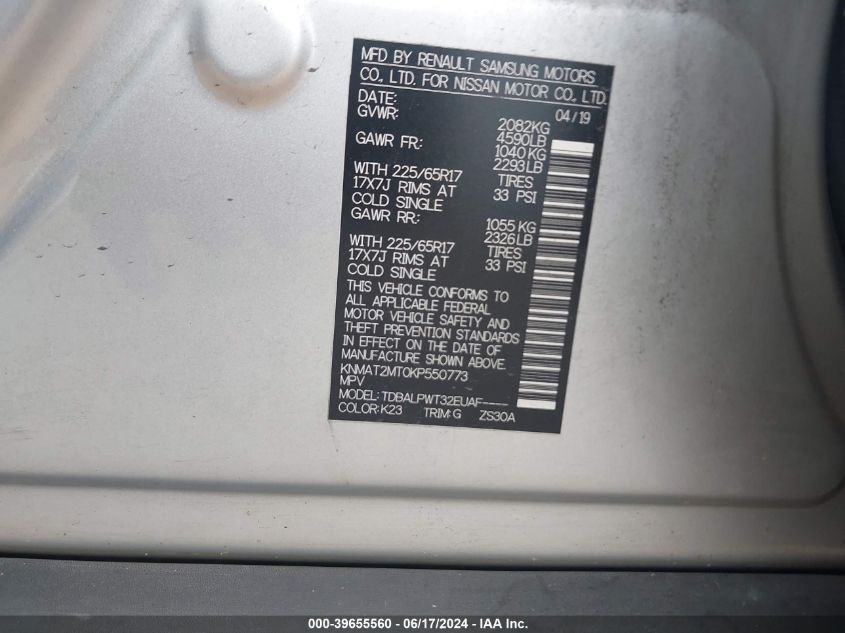 MFD BY RENAULT SAMSUNG MOTORS
CO., LTD. FOR NISSAN MOTOR CO., LTD.
DATE: 04/19
GVWR: 2082KG
4590LB
GAWR FR: 1040KG
2293LB
WITH 225/65R17 TIRES
17X7J RIMS AT 33 PSI
COLD SINGLE
GAWR RR: 1055KG
2326LB
WITH 225/65R17 TIRES
17X7J RIMS AT 33 PSI
COLD SINGLE
THIS VEHICLE CONFORMS TO
ALL APPLICABLE FEDERAL
MOTOR VEHICLE SAFETY AND
THEFT PREVENTION STANDARDS
IN EFFECT ON THE DATE OF
MANUFACTURE SHOWN ABOVE.
KNMAT2MT0KP550773
MPV
MODEL: TDBALPWT32EUAF----
COLOR: K23 TRIM:G ZS30A
000-39655560 - 06/17/2024 - IAA Inc.